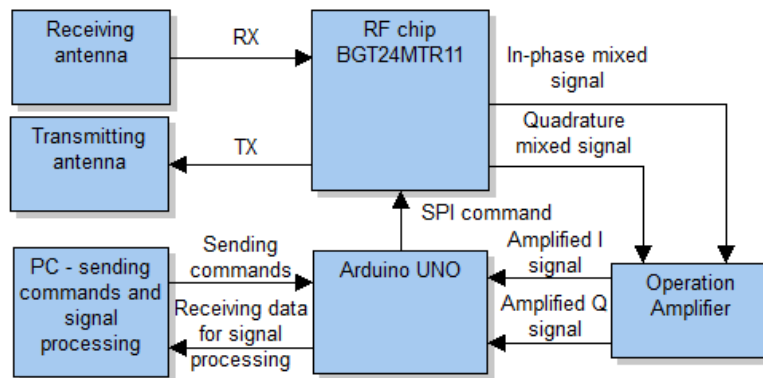 Receiving
antenna
RX
RF chip
BGT24MTR11
In-phase mixed
signal
Transmitting
antenna
TX
Quadrature
mixed signal
SPI command
PC - sending
commands and
signal
processing
Sending
commands
Receiving data
for signal
processing
Arduino UNO
Amplified I
signal
Amplified Q
signal
Operation
Amplifier